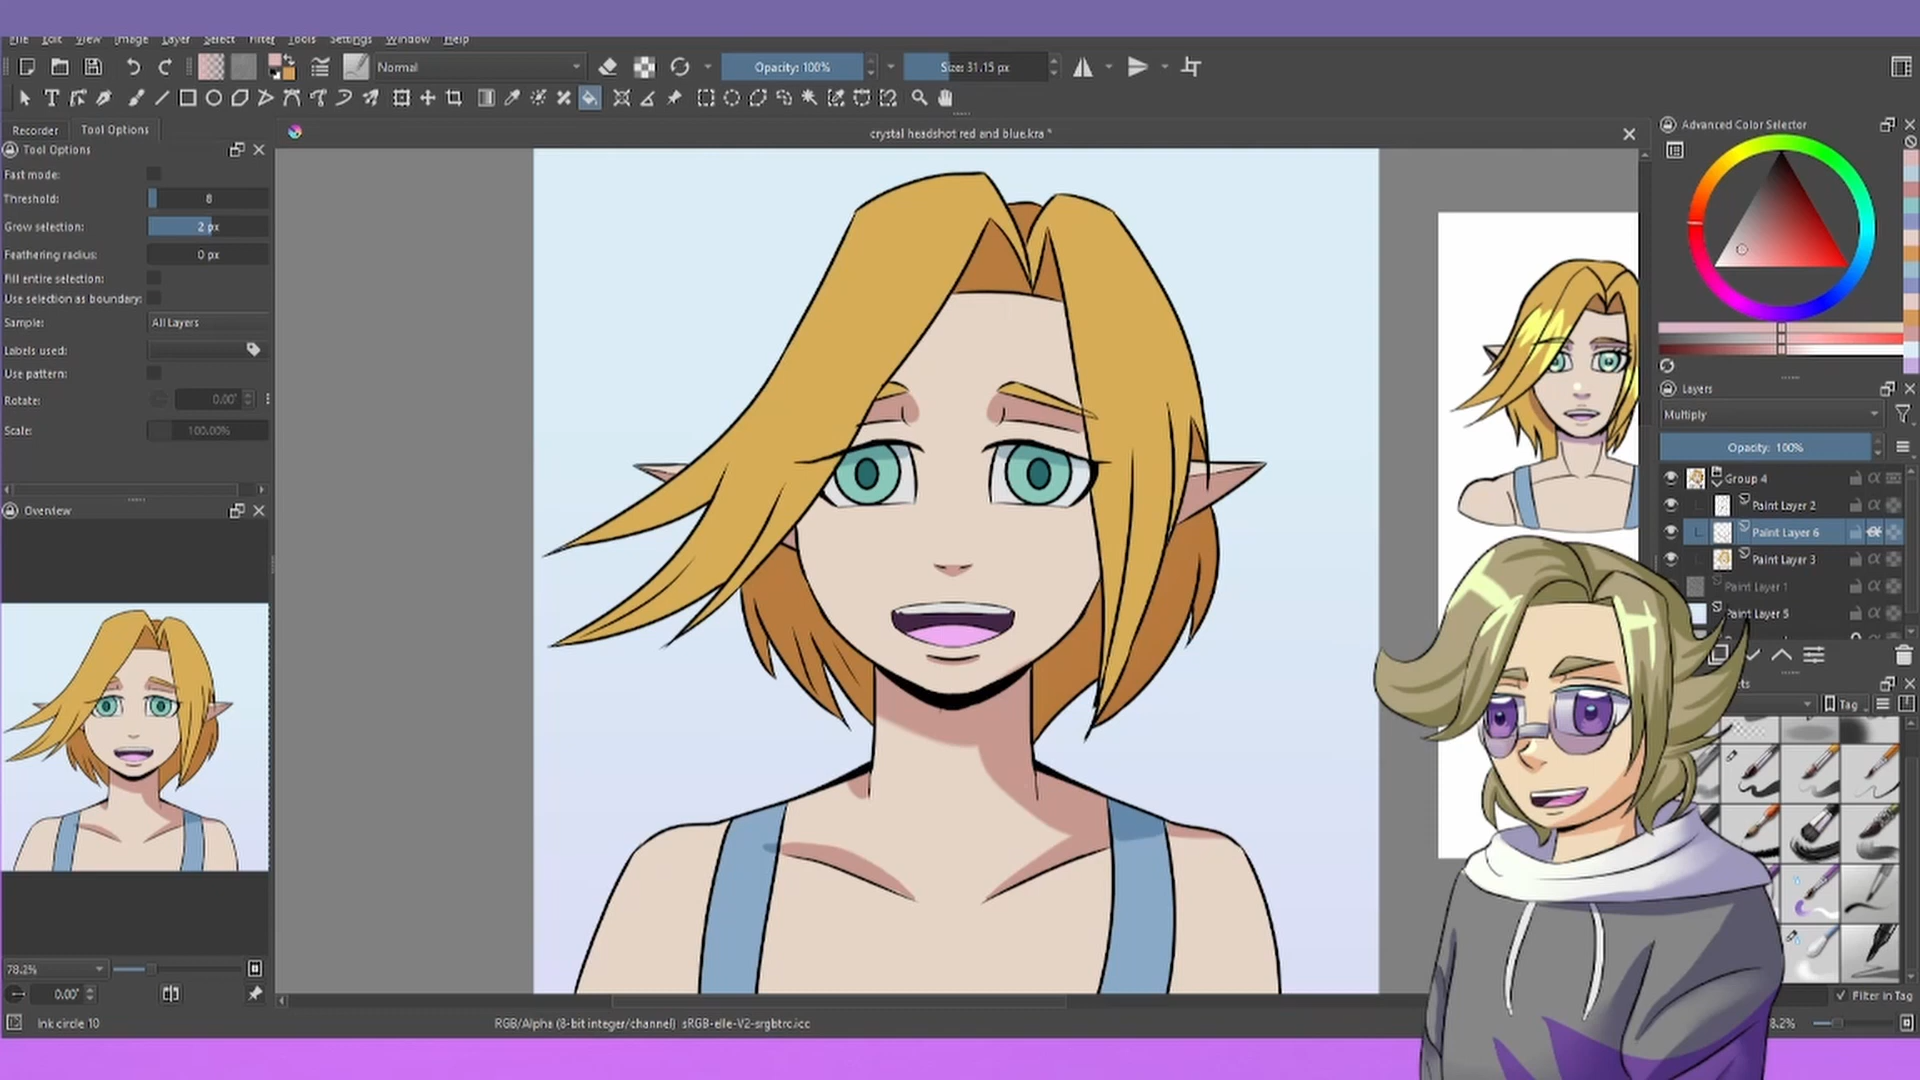 File Edit View Image Layer Select Filter Tools Settings Window Help
Normal
Opacity: 100%
Size: 31.15 px
Recorder
Tool Options
crystal headshot red and blue.kra *
Advanced Color Selector
Tool Options
Fast mode:
Threshold: 8
Grow selection: 2 px
Feathering radius: 0 px
Fill entire selection:
Use selection as boundary:
Sample: All Layers
Labels used:
Use pattern:
Rotate: 0.00°
Scale: 100.00%
Overview
Layers
Multiply
Opacity: 100%
Group 4
Paint Layer 2
Paint Layer 6
Paint Layer 3
Paint Layer 1
Paint Layer 5
Tag
78.2%
0.00°
Filter in Tag
Ink circle 10
RGB/Alpha (8-bit integer/channel) sRGB-elle-V2-srgbtrc.icc
8.2%